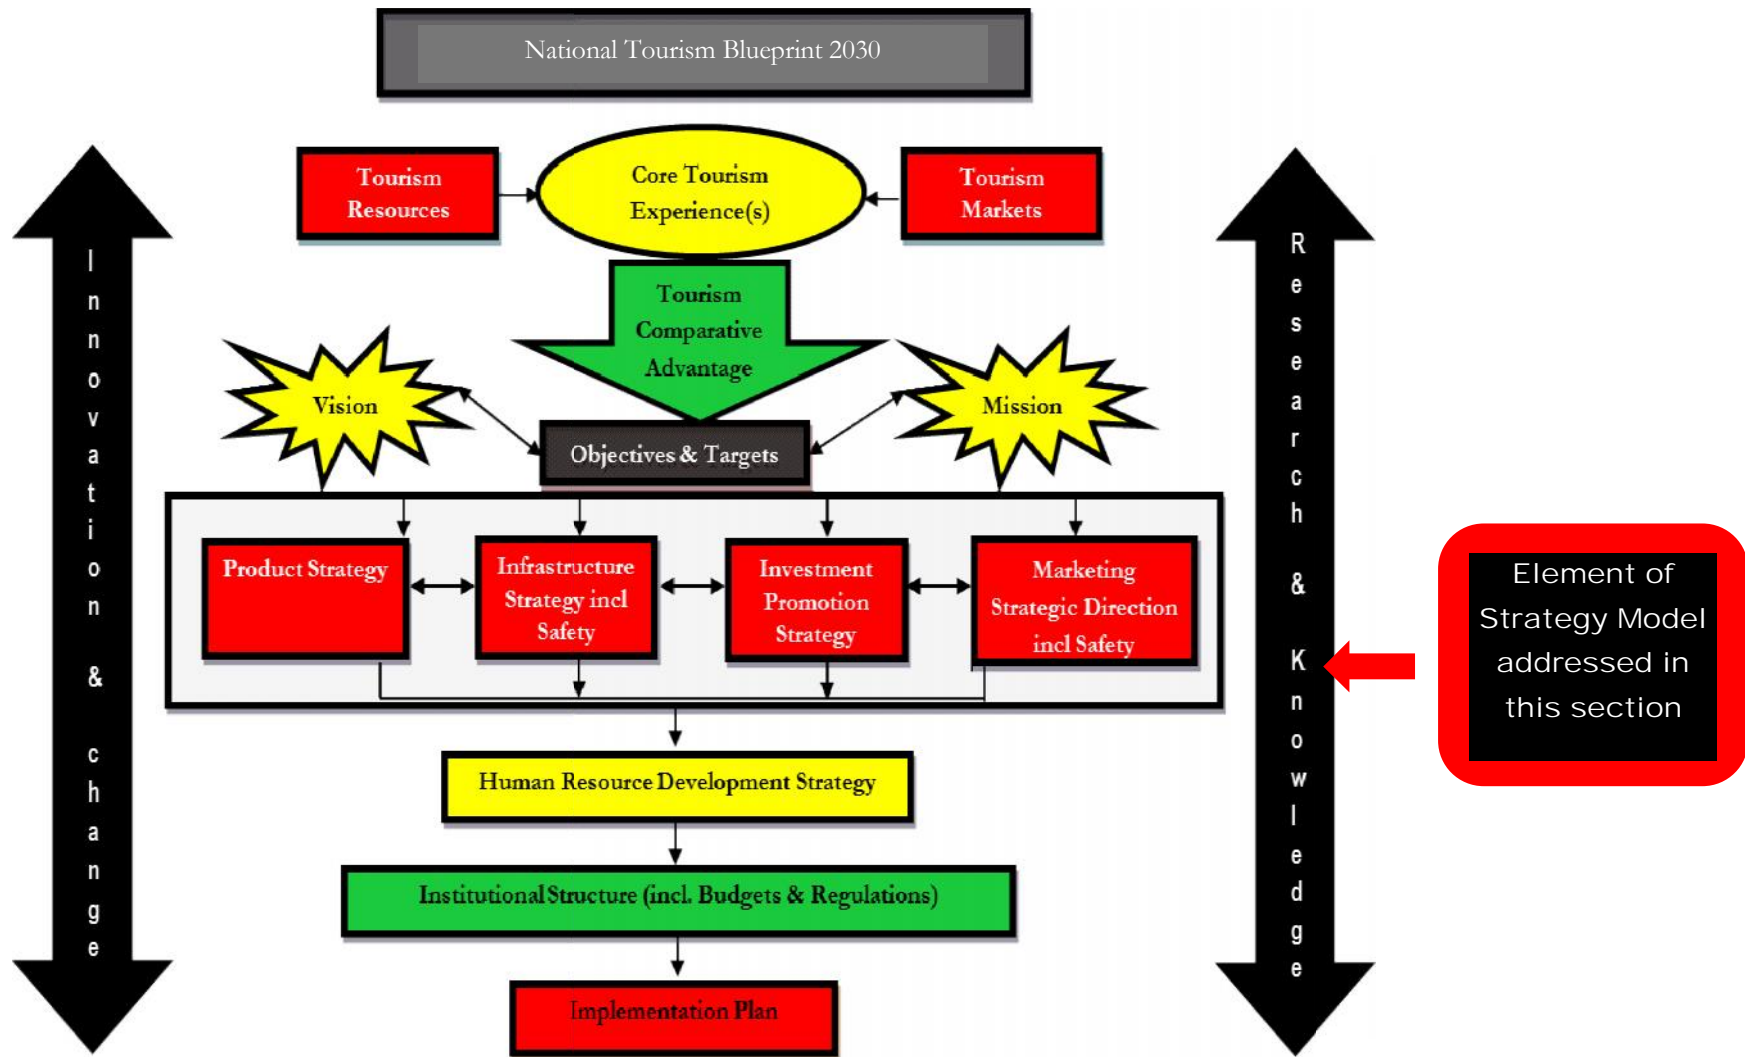 National Tourism Blueprint 2030
Tourism
Resources
Core Tourism
Experience(s)
Tourism
Markets
Tourism
Comparative
Advantage
Vision
Mission
Objectives & Targets
Product Strategy
Infrastructure
Strategy incl
Safety
Investment
Promotion
Strategy
Marketing
Strategic Direction
incl Safety
Human Resource Development Strategy
Institutional Structure (incl. Budgets & Regulations)
Implementation Plan
Innovation & change
Research & Knowledge
Element of
Strategy Model
addressed in
this section